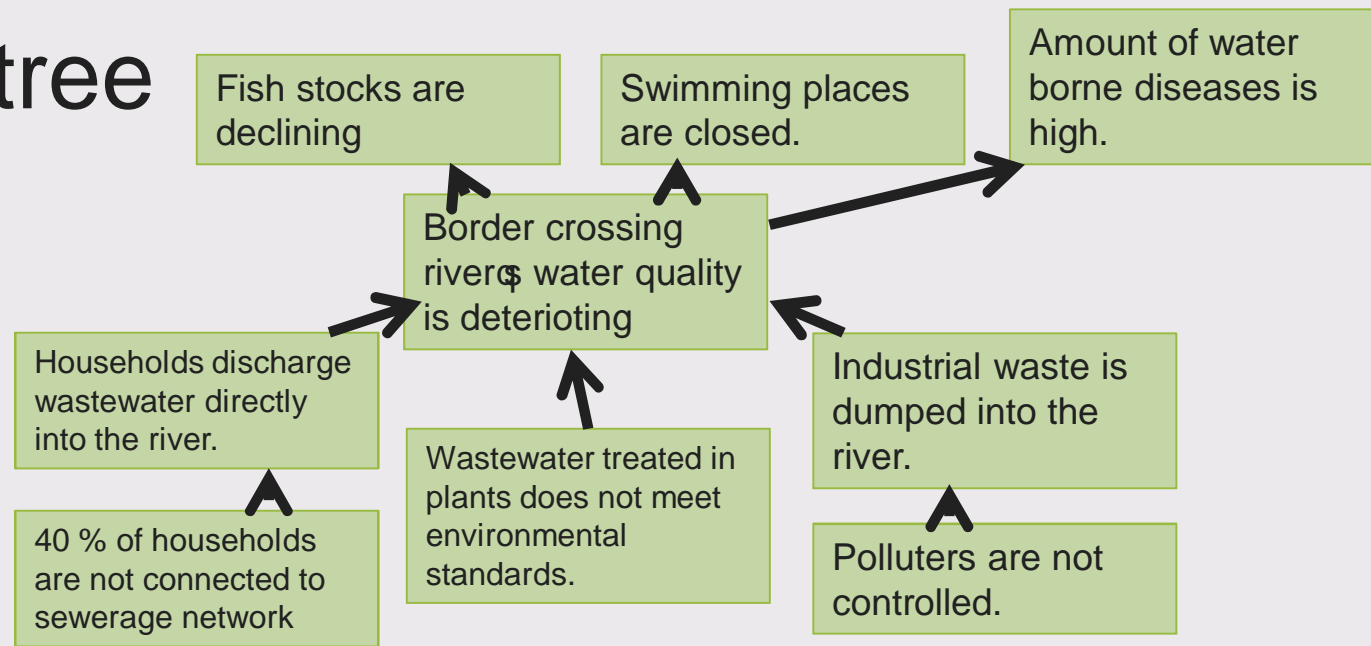 tree
Fish stocks are
declining
Swimming places
are closed.
Amount of water
borne diseases is
high.
Border crossing
riverqs water quality
is deterioting
Households discharge
wastewater directly
into the river.
Wastewater treated in
plants does not meet
environmental
standards.
Industrial waste is
dumped into the
river.
40 % of households
are not connected to
sewerage network
Polluters are not
controlled.